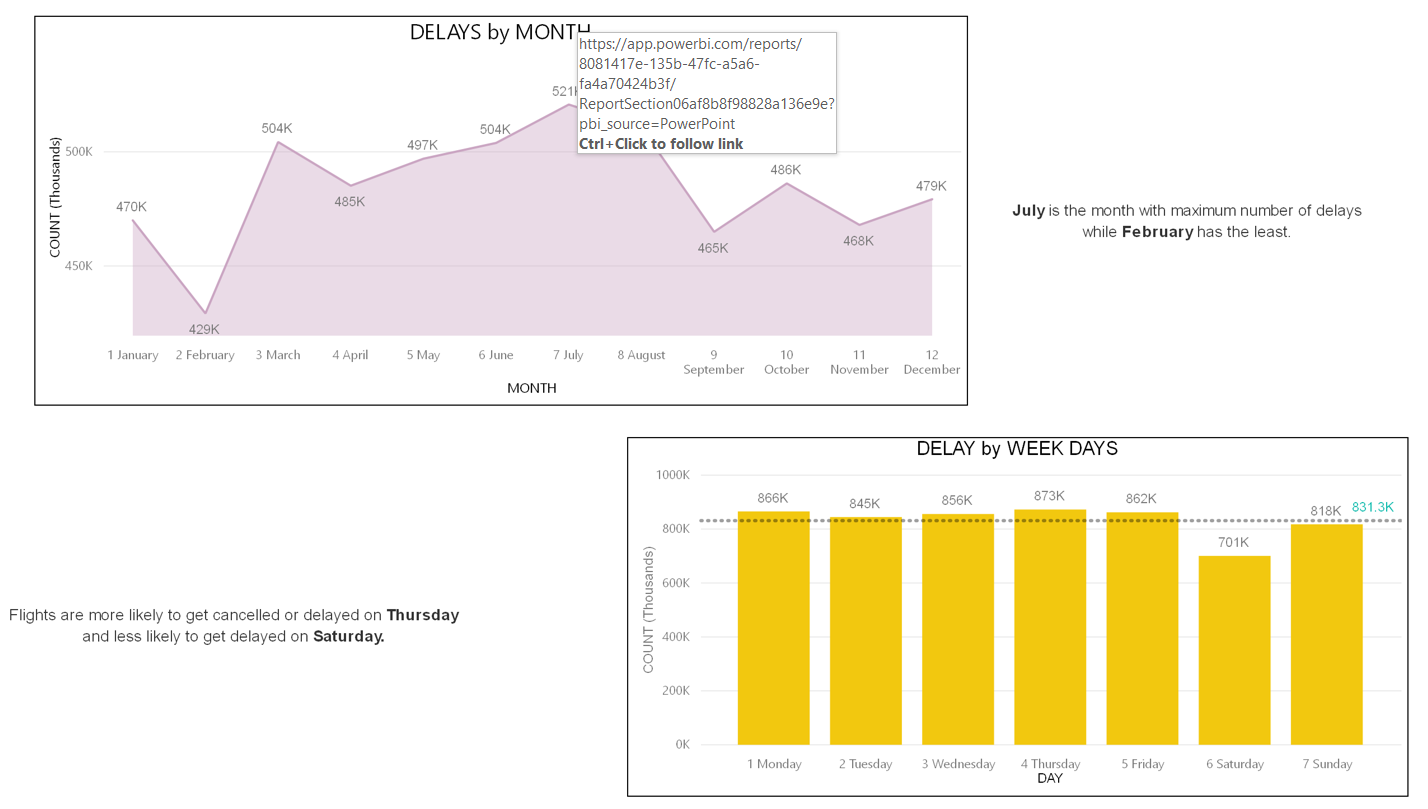 DELAYS by MONTH
https://app.powerbi.com/reports/
8081417e-135b-47fc-a5a6-
fa4a70424b3f/
ReportSection06af8b8f98828a136e9e?
pbi_source=PowerPoint
Ctrl+Click to follow link
COUNT (Thousands)
500K
450K
470K
429K
504K
485K
497K
504K
521K
465K
486K
468K
479K
1 January
2 February
3 March
4 April
5 May
6 June
7 July
8 August
9
September
10
October
11
November
12
December
MONTH
July is the month with maximum number of delays
while February has the least.
Flights are more likely to get cancelled or delayed on Thursday
and less likely to get delayed on Saturday.
DELAY by WEEK DAYS
COUNT (Thousands)
1000K
800K
600K
400K
200K
0K
866K
845K
856K
873K
862K
701K
818K
831.3K
1 Monday
2 Tuesday
3 Wednesday
4 Thursday
5 Friday
6 Saturday
7 Sunday
DAY